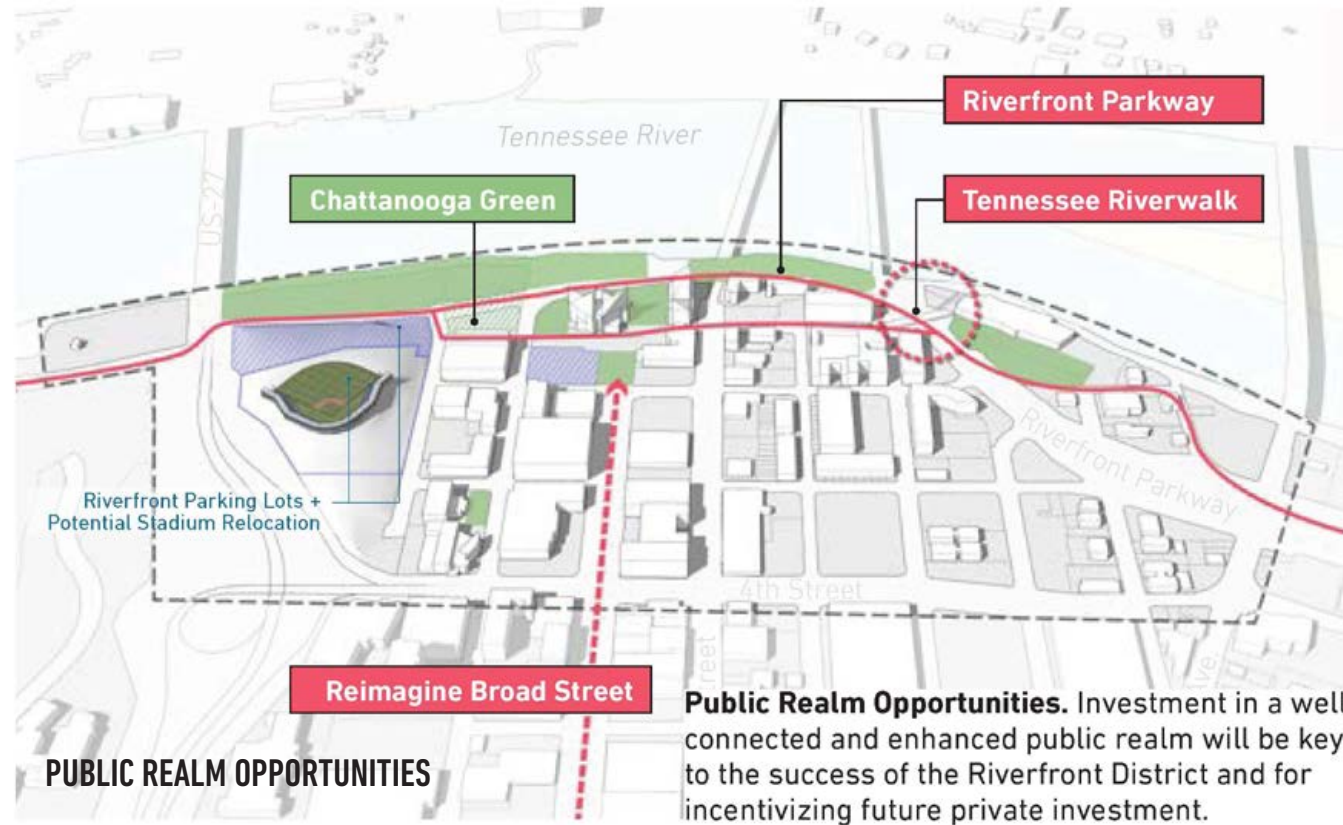 Riverfront Parkway
Tennessee River
Tennessee Riverwalk
Chattanooga Green
US-27
Riverfront Parking Lots +
Potential Stadium Relocation
Riverfront Parkway
4th Street
Street
Ave.
Reimagine Broad Street
PUBLIC REALM OPPORTUNITIES
Public Realm Opportunities. Investment in a well
connected and enhanced public realm will be key
to the success of the Riverfront District and for
incentivizing future private investment.